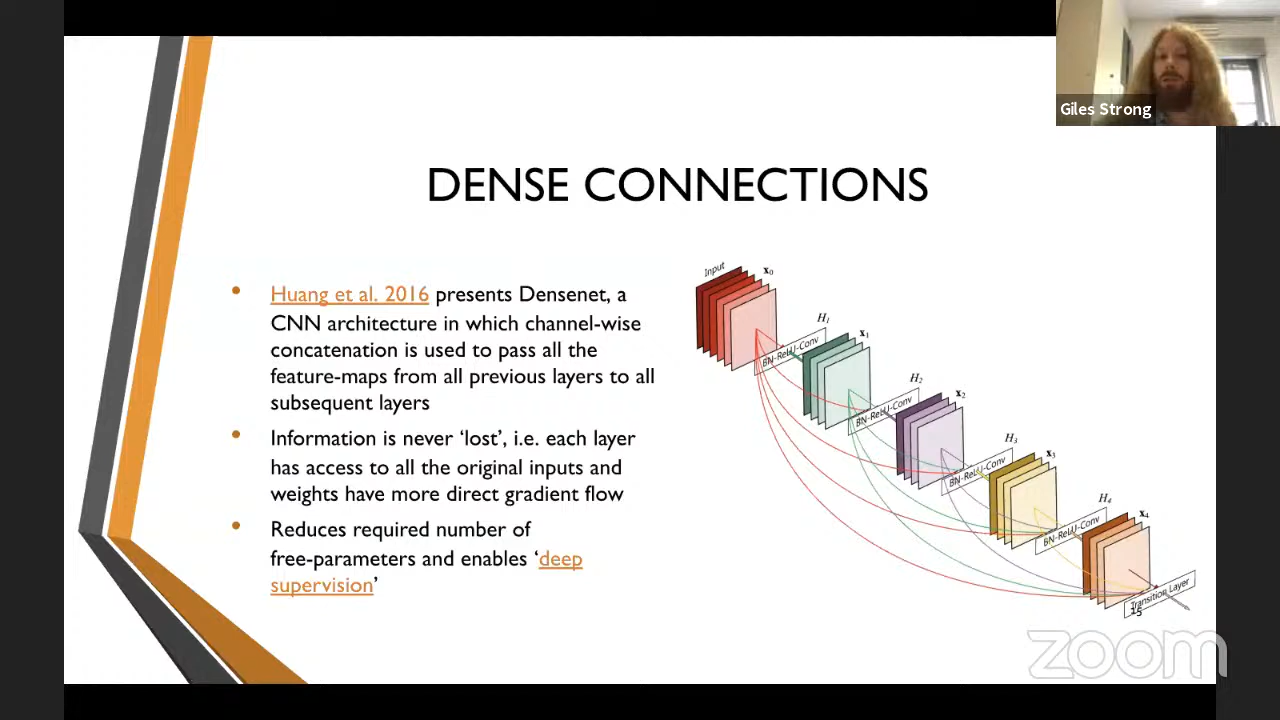 Giles Strong
DENSE CONNECTIONS
Huang et al. 2016 presents Densenet, a
CNN architecture in which channel-wise
concatenation is used to pass all the
feature-maps from all previous layers to all
subsequent layers
Information is never ‘lost’, i.e. each layer
has access to all the original inputs and
weights have more direct gradient flow
Reduces required number of
free-parameters and enables ‘deep
supervision’
Input
x0
H1
BN-ReLU-Conv
x1
H2
BN-ReLU-Conv
x2
H3
BN-ReLU-Conv
x3
H4
BN-ReLU-Conv
x4
Transition Layer
15
zoom